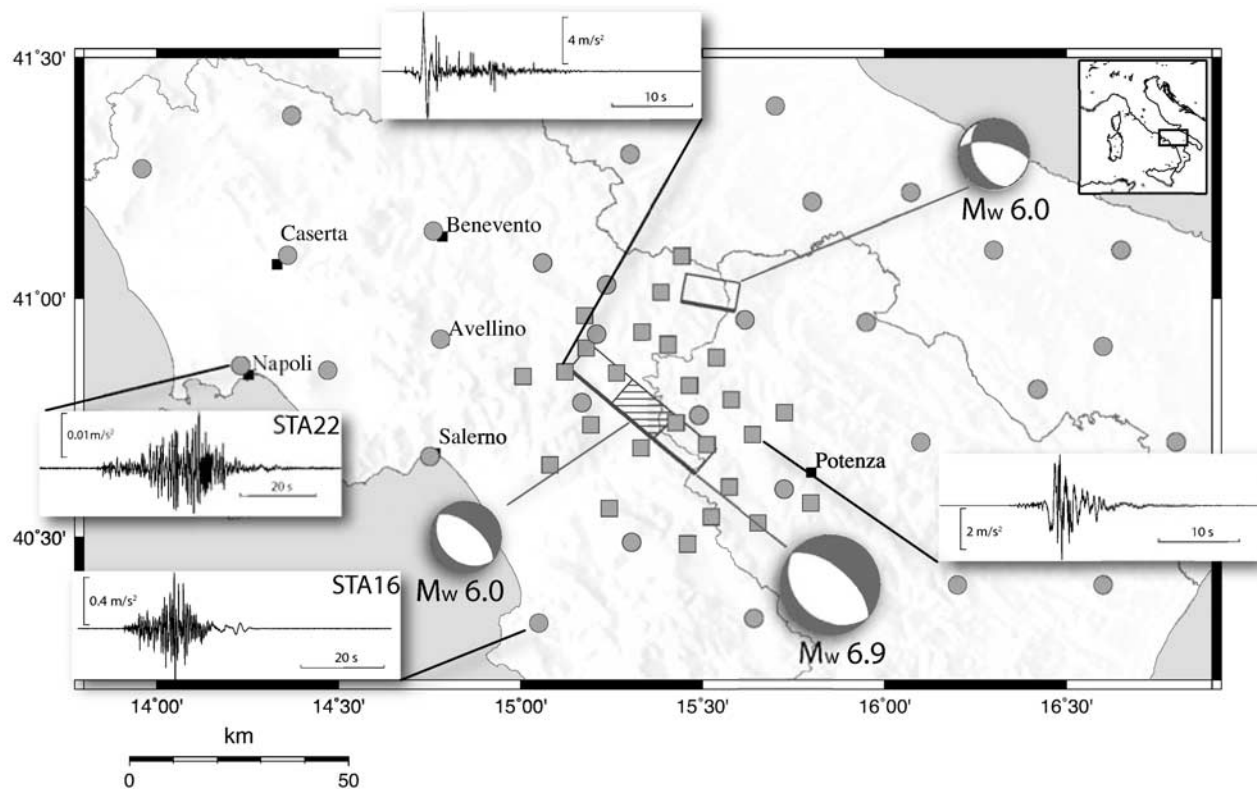 4 m/s²
10 s
41˚30'
Mw 6.0
Benevento
Caserta
41˚00'
Avellino
Napoli
STA22
0.01m/s²
20 s
Salerno
Potenza
2 m/s²
10 s
40˚30'
STA16
0.4 m/s²
20 s
Mw 6.0
Mw 6.9
14˚00'
14˚30'
15˚00'
15˚30'
16˚00'
16˚30'
km
0
50